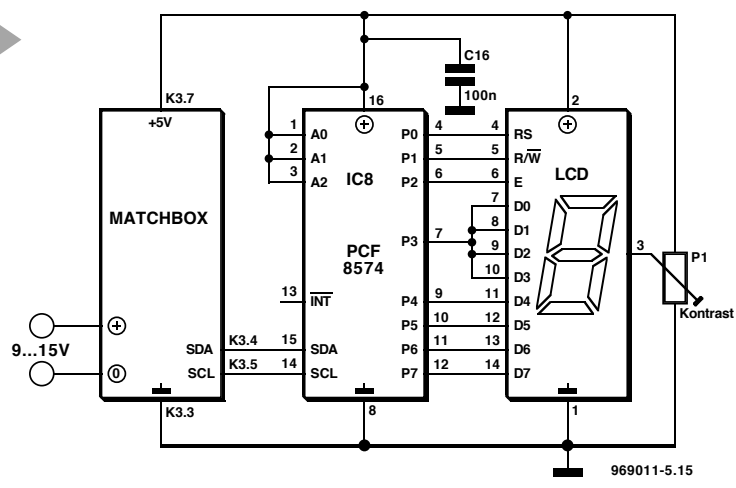 K3.7
+5V
MATCHBOX
9...15V
+
0
SDA
SCL
K3.4
K3.5
K3.3
16
1
2
3
13
15
14
A0
A1
A2
INT
SDA
SCL
IC8
PCF
8574
P0
P1
P2
P3
P4
P5
P6
P7
8
4
5
6
7
9
10
11
12
C16
100n
2
4
5
6
7
8
9
10
11
12
13
14
RS
R/W
E
D0
D1
D2
D3
D4
D5
D6
D7
LCD
+
+
3
1
P1
Kontrast
969011-5.15